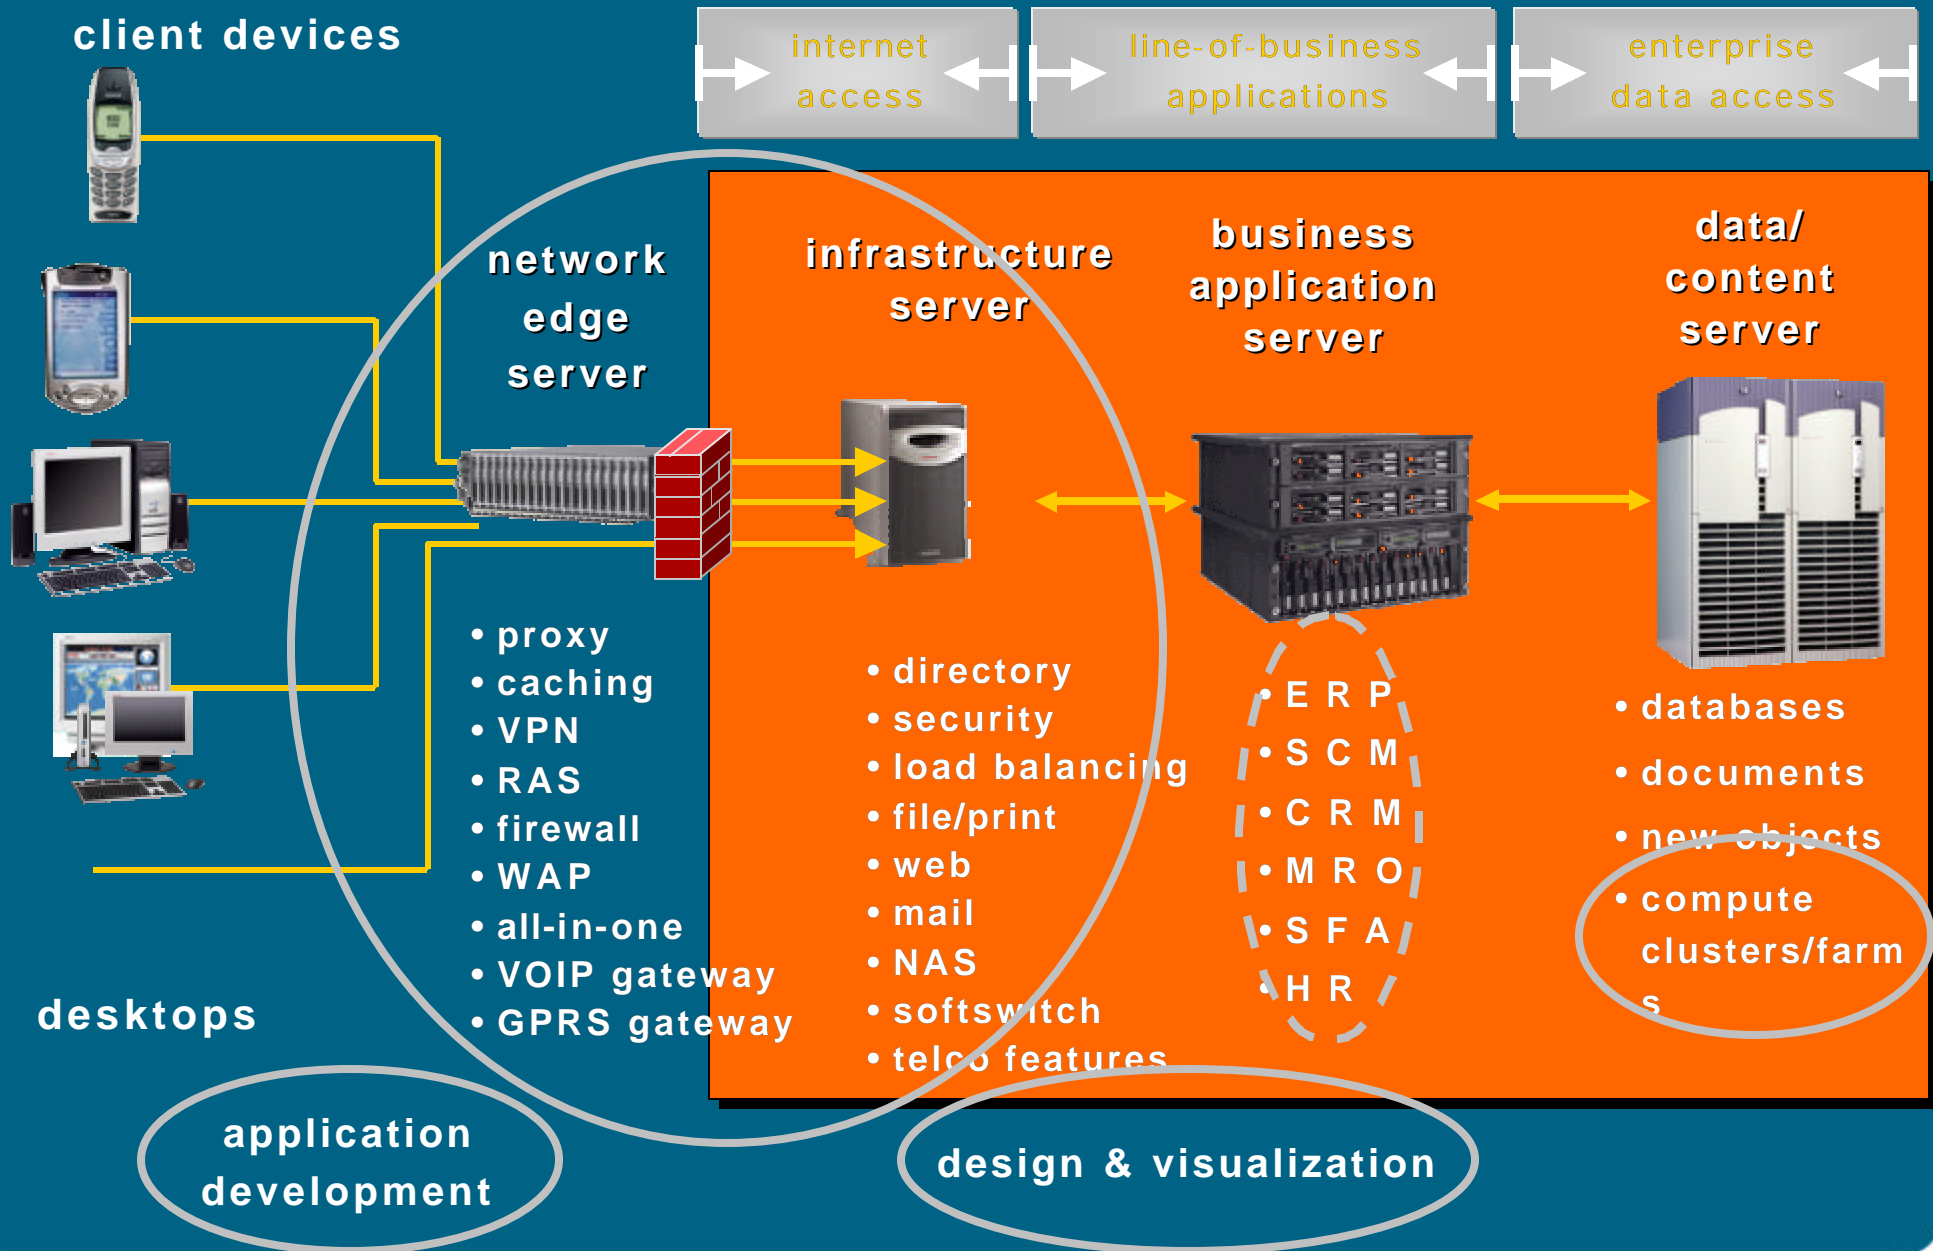 client devices
internet
access
line-of-business
applications
enterprise
data access
network
edge
server
infrastructure
server
business
application
server
data/
content
server
• proxy
• caching
• VPN
• RAS
• firewall
• WAP
• all-in-one
• VOIP gateway
• GPRS gateway
• directory
• security
• load balancing
• file/print
• web
• mail
• NAS
• softswitch
• telco features
• E R P
• S C M
• C R M
• M R O
• S F A
• H R
• databases
• documents
• new objects
• compute
clusters/farm
s
desktops
application
development
design & visualization